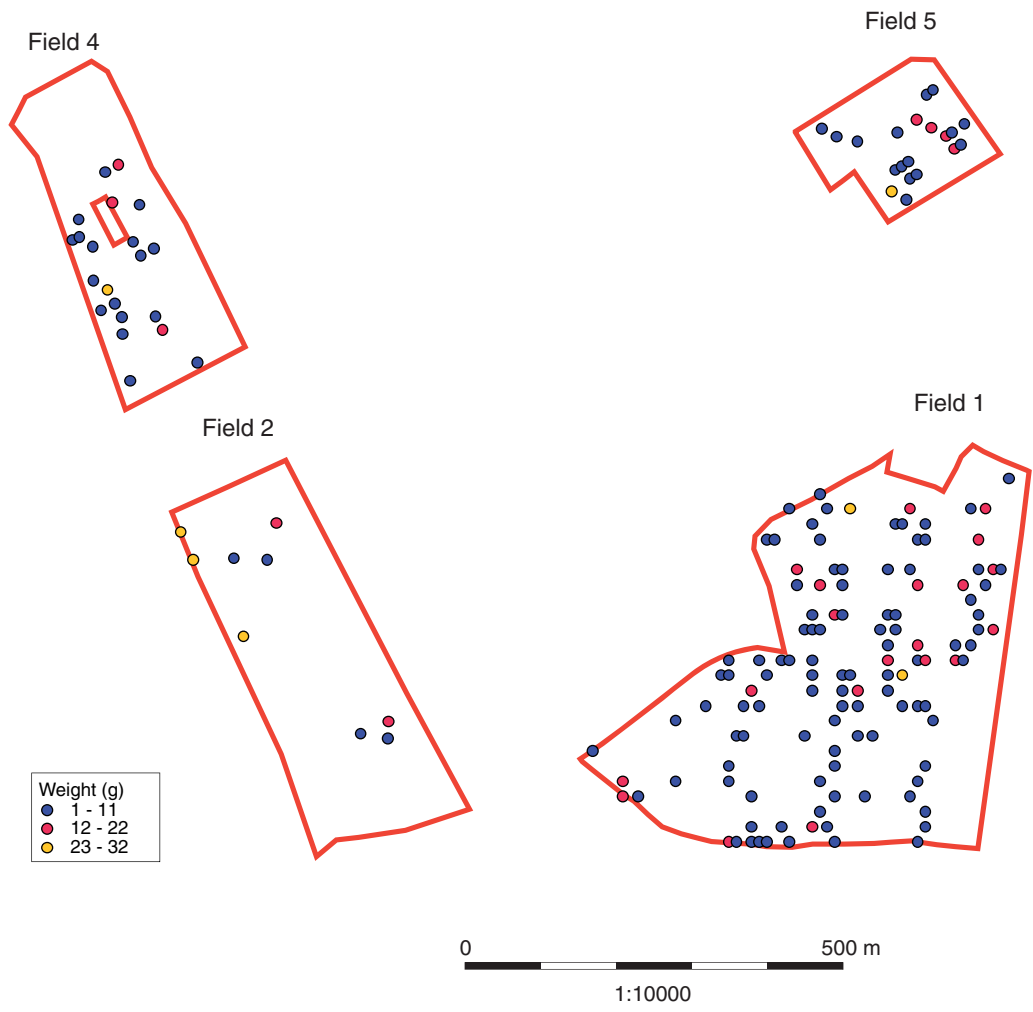 Field 4
Field 5
Field 2
Field 1
Weight (g)
1 - 11
12 - 22
23 - 32
0 500 m
1:10000